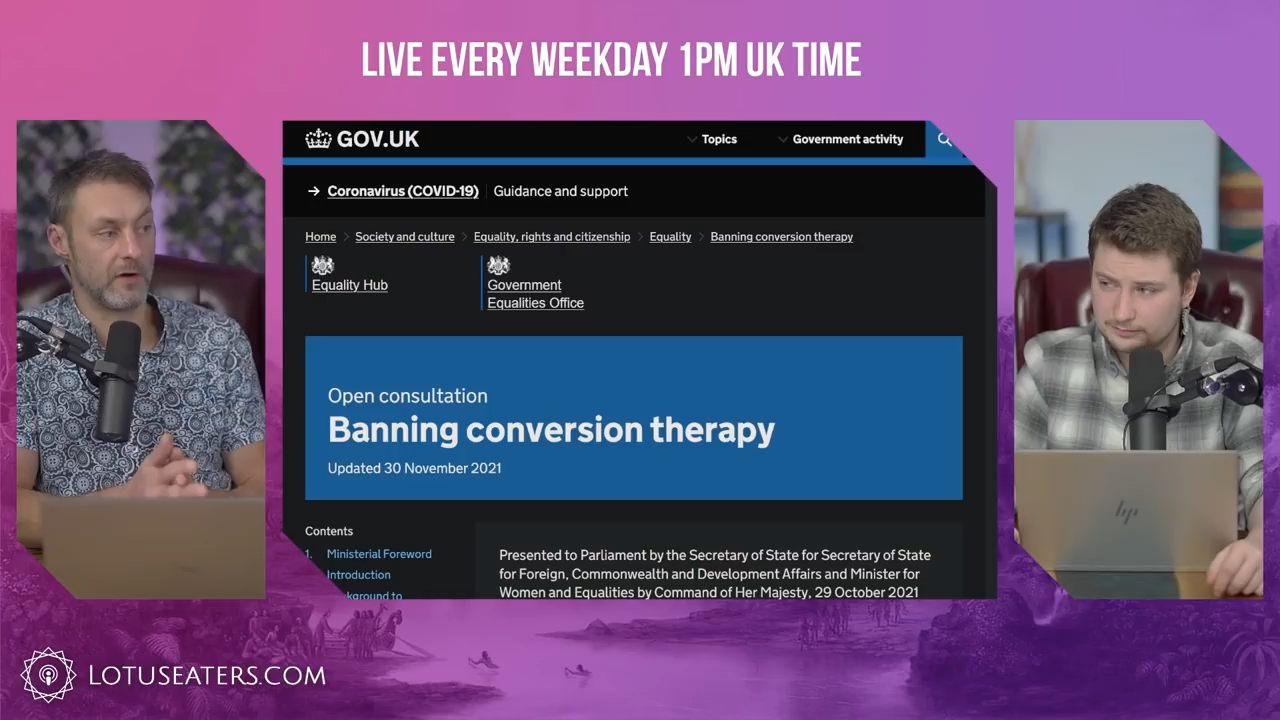 LIVE EVERY WEEKDAY 1PM UK TIME
GOV.UK
Topics
Government activity
→ Coronavirus (COVID-19)
Guidance and support
Home > Society and culture > Equality, rights and citizenship > Equality > Banning conversion therapy
Equality Hub
Government
Equalities Office
Open consultation
Banning conversion therapy
Updated 30 November 2021
Contents
1. Ministerial Foreword
Introduction
kground to
Presented to Parliament by the Secretary of State for Secretary of State
for Foreign, Commonwealth and Development Affairs and Minister for
Women and Equalities by Command of Her Majesty, 29 October 2021
hp
LOTUSEATERS.COM